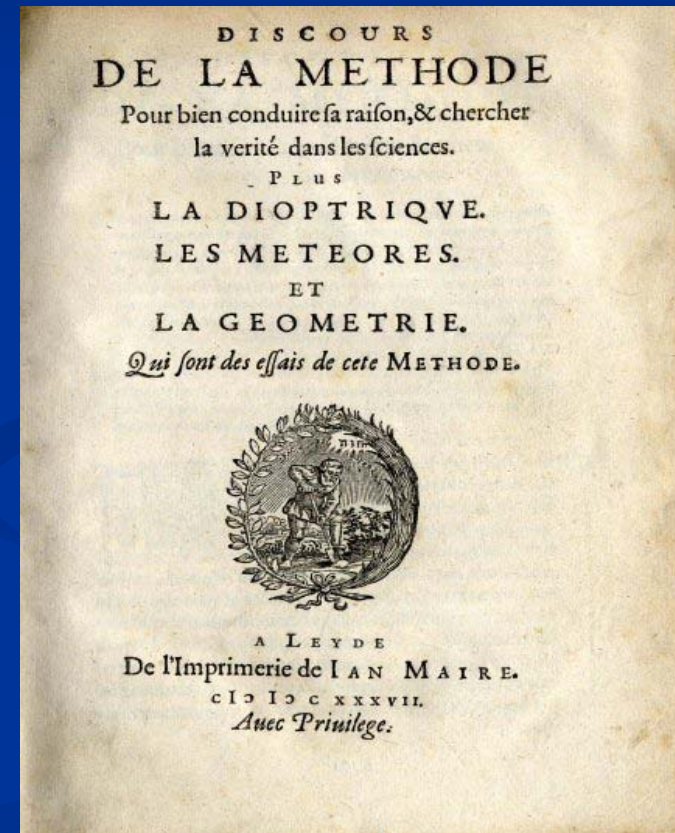 DISCOURS
DE LA METHODE
Pour bien conduire ſa raiſon,& chercher
la verité dans les ſciences.
PLUS
LA DIOPTRIQVE.
LES METEORES.
ET
LA GEOMETRIE.
Qui ſont des eſſais de cete METHODE.
A LEYDE
De l'Imprimerie de IAN MAIRE.
cIↄ Iↄ c xxxvii.
Auec Priuilege.